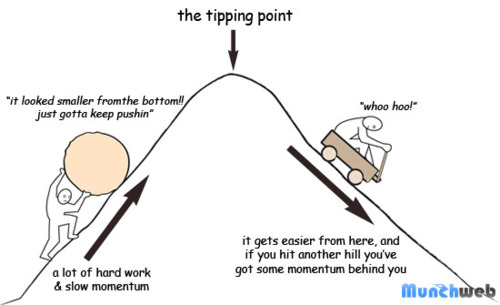 the tipping point
"it looked smaller fromthe bottom!!
just gotta keep pushin"
"whoo hoo!"
a lot of hard work
& slow momentum
it gets easier from here, and
if you hit another hill you've
got some momentum behind you
Munchweb